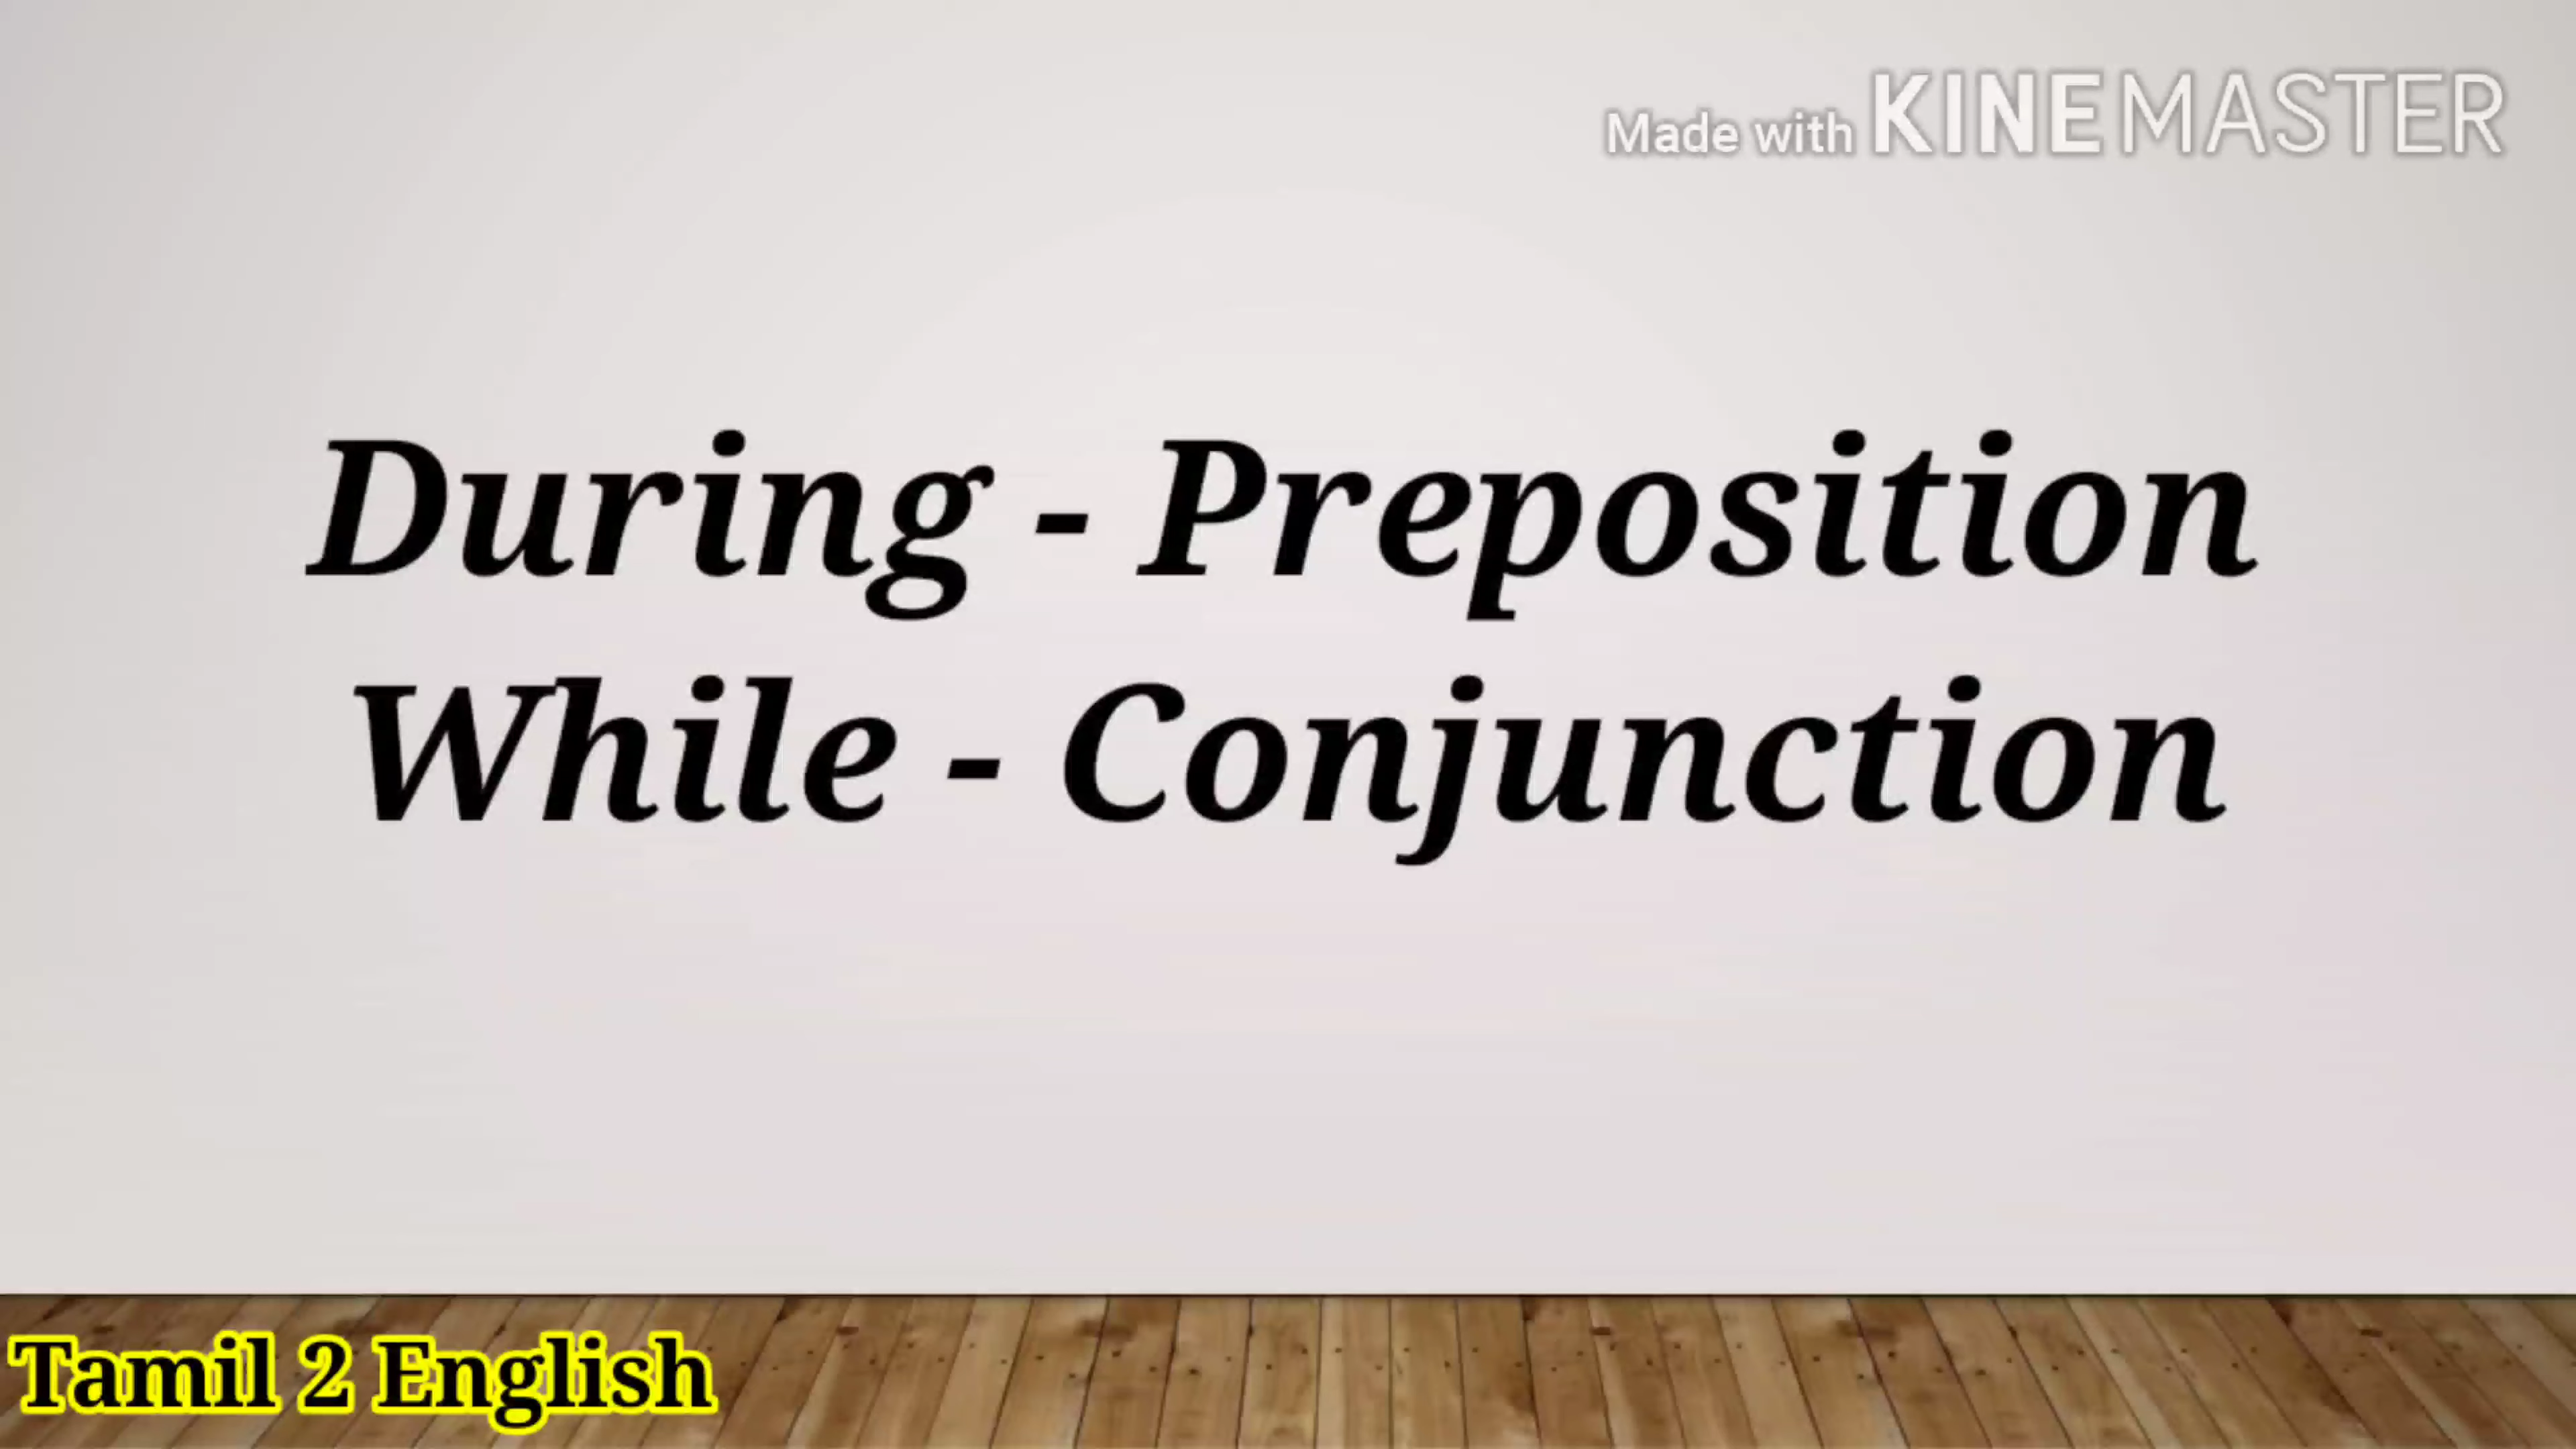 Made with KINEMASTER
During - Preposition
While - Conjunction
Tamil 2 English